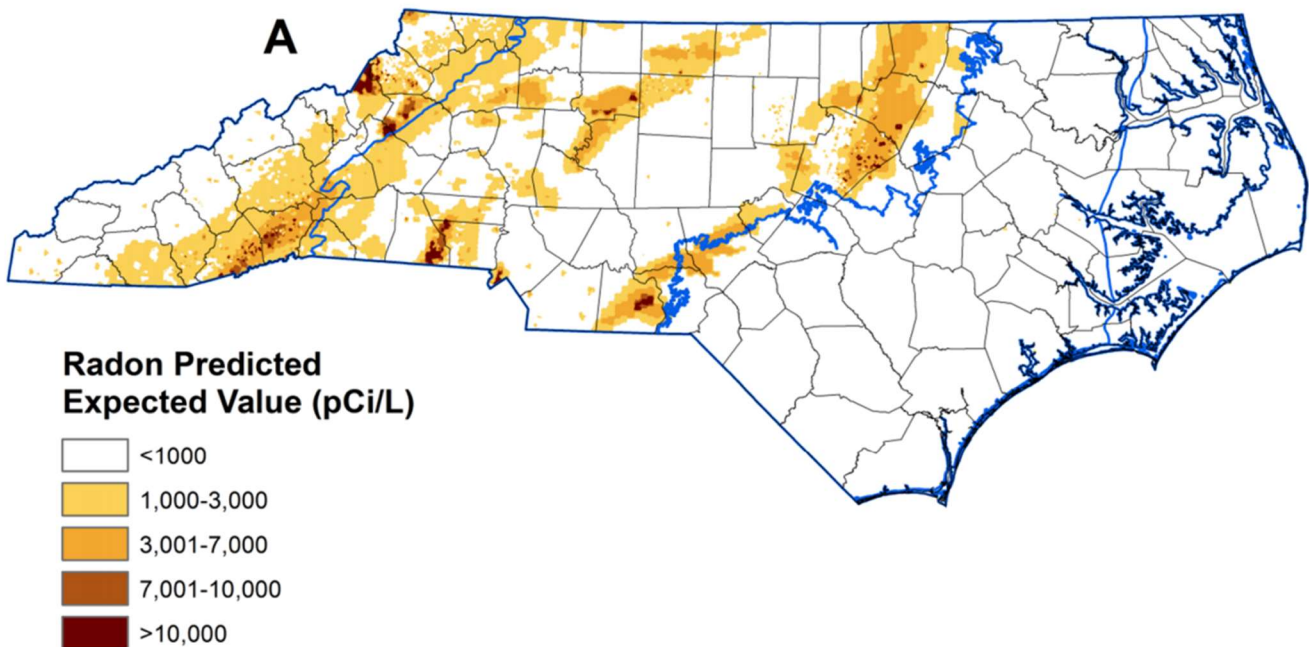 A
Radon Predicted
Expected Value (pCi/L)
<1000
1,000-3,000
3,001-7,000
7,001-10,000
>10,000